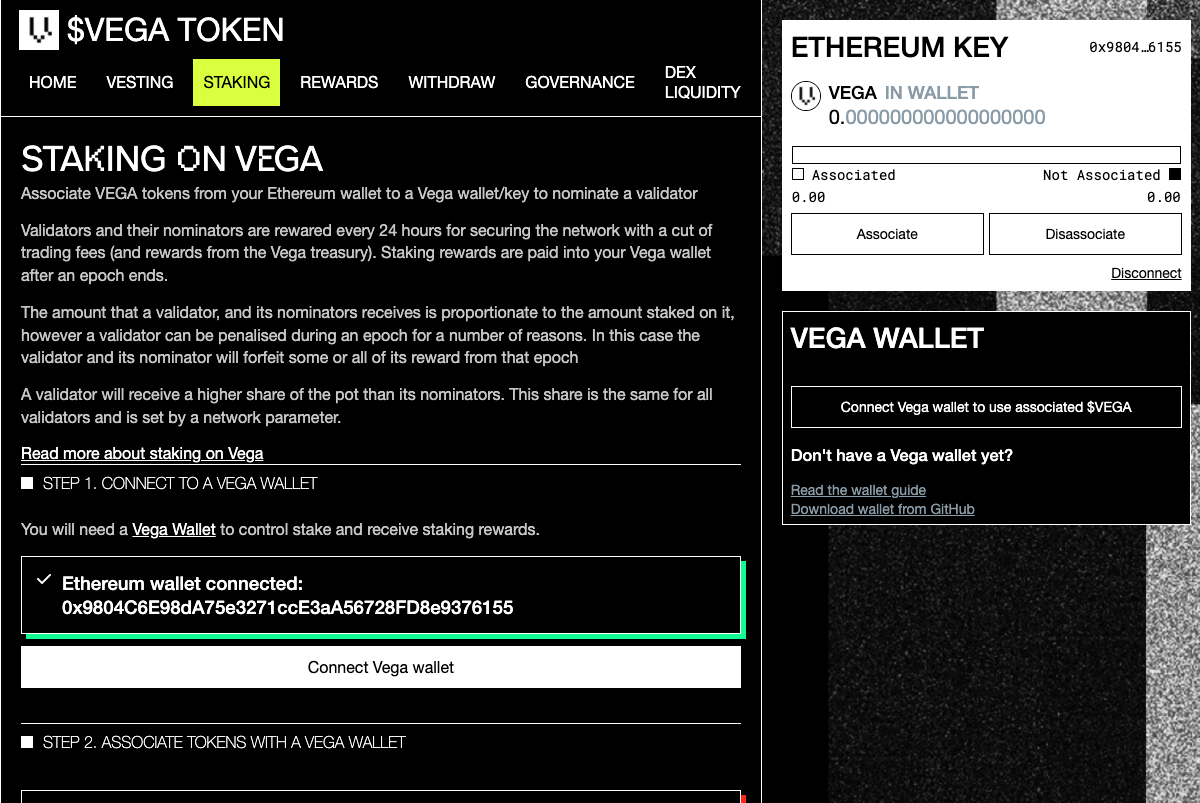 $VEGA TOKEN
HOME
VESTING
STAKING
REWARDS
WITHDRAW
GOVERNANCE
DEX
LIQUIDITY
STAKING ON VEGA
Associate VEGA tokens from your Ethereum wallet to a Vega wallet/key to nominate a validator
Validators and their nominators are rewared every 24 hours for securing the network with a cut of
trading fees (and rewards from the Vega treasury). Staking rewards are paid into your Vega wallet
after an epoch ends.
The amount that a validator, and its nominators receives is proportionate to the amount staked on it,
however a validator can be penalised during an epoch for a number of reasons. In this case the
validator and its nominator will forfeit some or all of its reward from that epoch
A validator will receive a higher share of the pot than its nominators. This share is the same for all
validators and is set by a network parameter.
Read more about staking on Vega
STEP 1. CONNECT TO A VEGA WALLET
You will need a Vega Wallet to control stake and receive staking rewards.
Ethereum wallet connected:
0x9804C6E98dA75e3271ccE3aA56728FD8e9376155
Connect Vega wallet
STEP 2. ASSOCIATE TOKENS WITH A VEGA WALLET
ETHEREUM KEY
0x9804…6155
VEGA IN WALLET
0.000000000000000000
Associated
Not Associated
0.00
0.00
Associate
Disassociate
Disconnect
VEGA WALLET
Connect Vega wallet to use associated $VEGA
Don't have a Vega wallet yet?
Read the wallet guide
Download wallet from GitHub